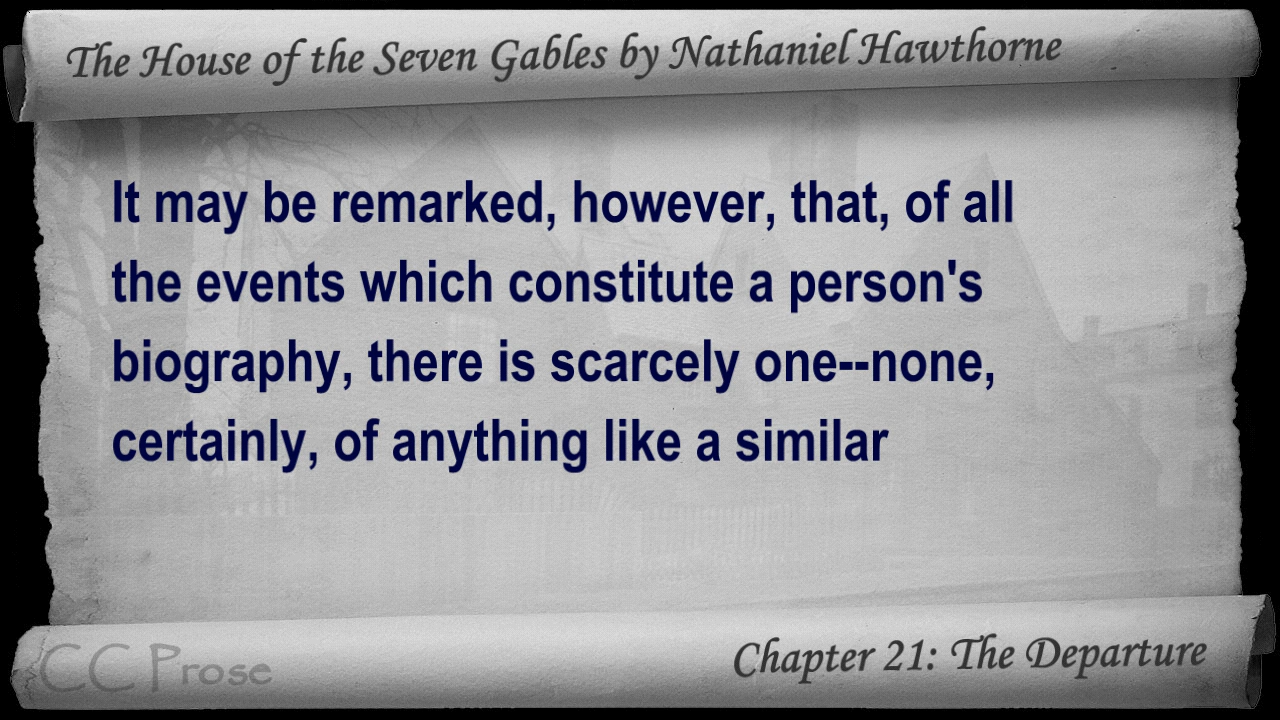 The House of the Seven Gables by Nathaniel Hawthorne
It may be remarked, however, that, of all
the events which constitute a person's
biography, there is scarcely one--none,
certainly, of anything like a similar
CC Prose
Chapter 21: The Departure